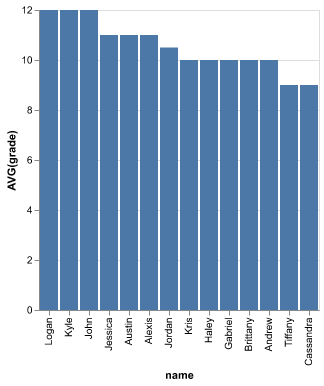 12
10
8
6
4
2
0
AVG(grade)
Logan
Kyle
John
Jessica
Austin
Alexis
Jordan
Kris
Haley
Gabriel
Brittany
Andrew
Tiffany
Cassandra
name